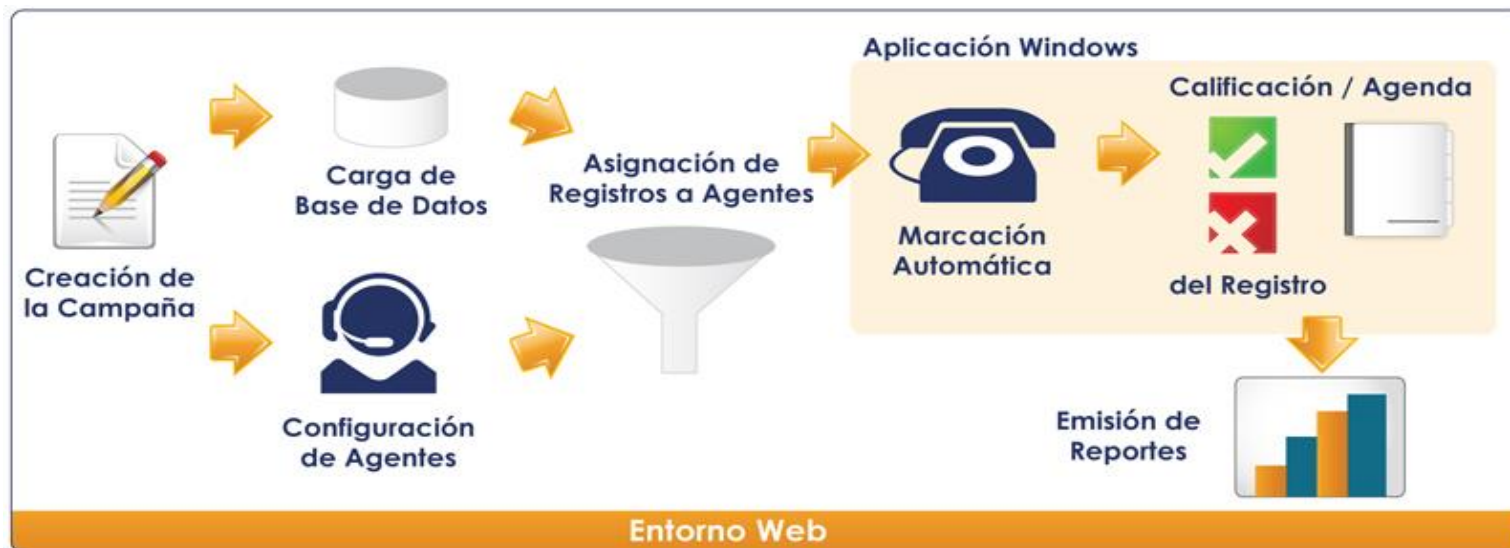 Aplicación Windows
Calificación / Agenda
Carga de
Base de Datos
Asignación de
Registros a Agentes
Marcación
Automática
del Registro
Creación de
la Campaña
Configuración
de Agentes
Emisión de
Reportes
Entorno Web